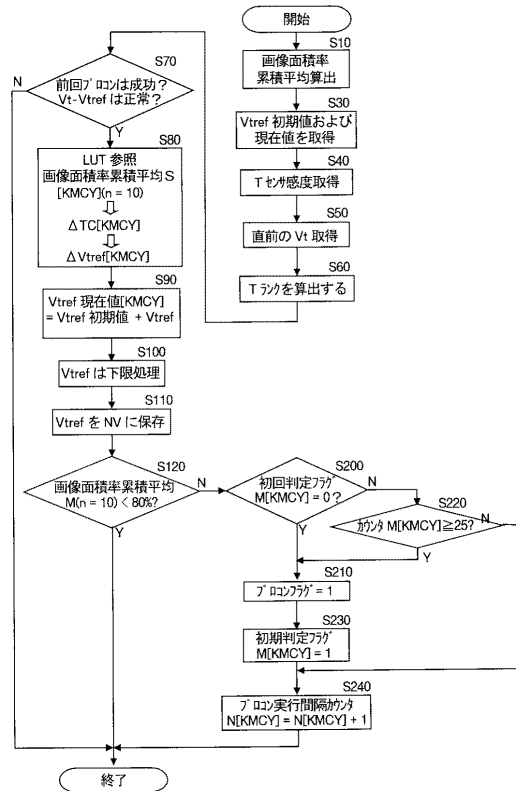 開始
S10
画像面積率
累積平均算出
S30
Vtref 初期値および
現在値を取得
S40
Tセンサ感度取得
S50
直前の Vt 取得
S60
Tランクを算出する
S70
N
前回プロコンは成功?
Vt-Vtref は正常?
Y
S80
LUT 参照
画像面積率累積平均 S
[KMCY](n = 10)
ΔTC[KMCY]
ΔVtref[KMCY]
S90
Vtref 現在値[KMCY]
= Vtref 初期値 + Vtref
S100
Vtref は下限処理
S110
Vtref を NV に保存
S120
画像面積率累積平均
M(n = 10) < 80%?
N
Y
S200
初回判定フラグ
M[KMCY] = 0 ?
N
Y
S220
カウンタ M[KMCY] ≧ 25?
N
Y
S210
プロコンフラグ = 1
S230
初期判定フラグ
M[KMCY] = 1
S240
プロコン実行間隔カウンタ
N[KMCY] = N[KMCY] + 1
終了